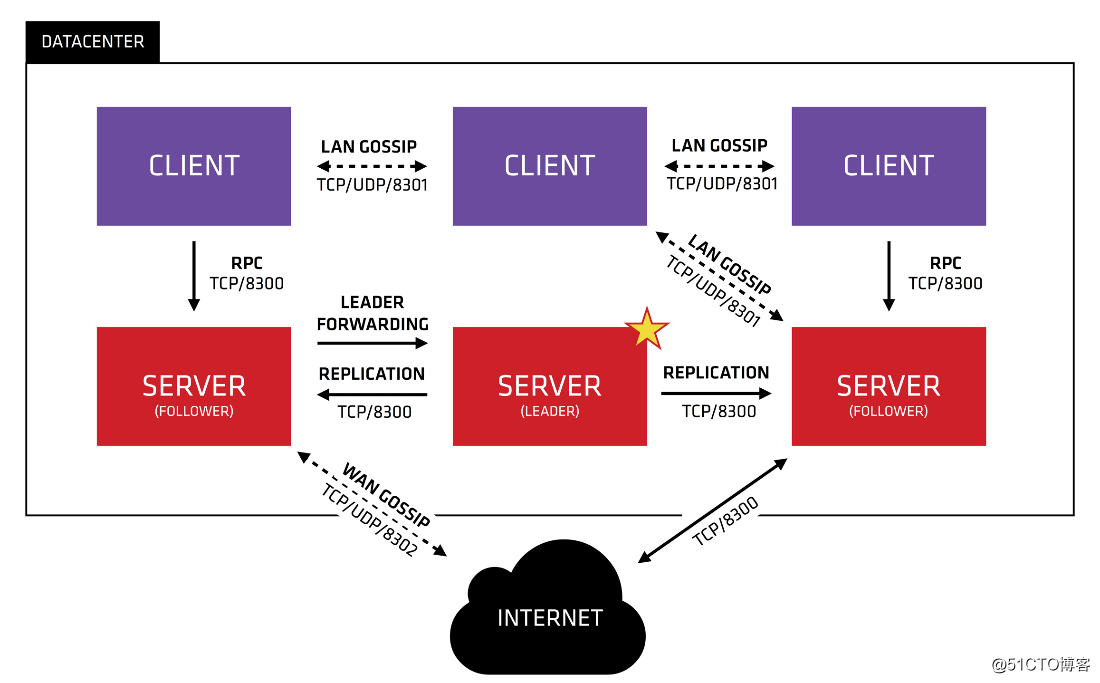 DATACENTER
CLIENT
LAN GOSSIP
TCP/UDP/8301
CLIENT
LAN GOSSIP
TCP/UDP/8301
CLIENT
RPC
TCP/8300
LAN GOSSIP
TCP/UDP/8301
RPC
TCP/8300
LEADER
FORWARDING
SERVER
(FOLLOWER)
REPLICATION
TCP/8300
SERVER
(LEADER)
REPLICATION
TCP/8300
SERVER
(FOLLOWER)
WAN GOSSIP
TCP/UDP/8302
TCP/8300
INTERNET
@51CTO博客